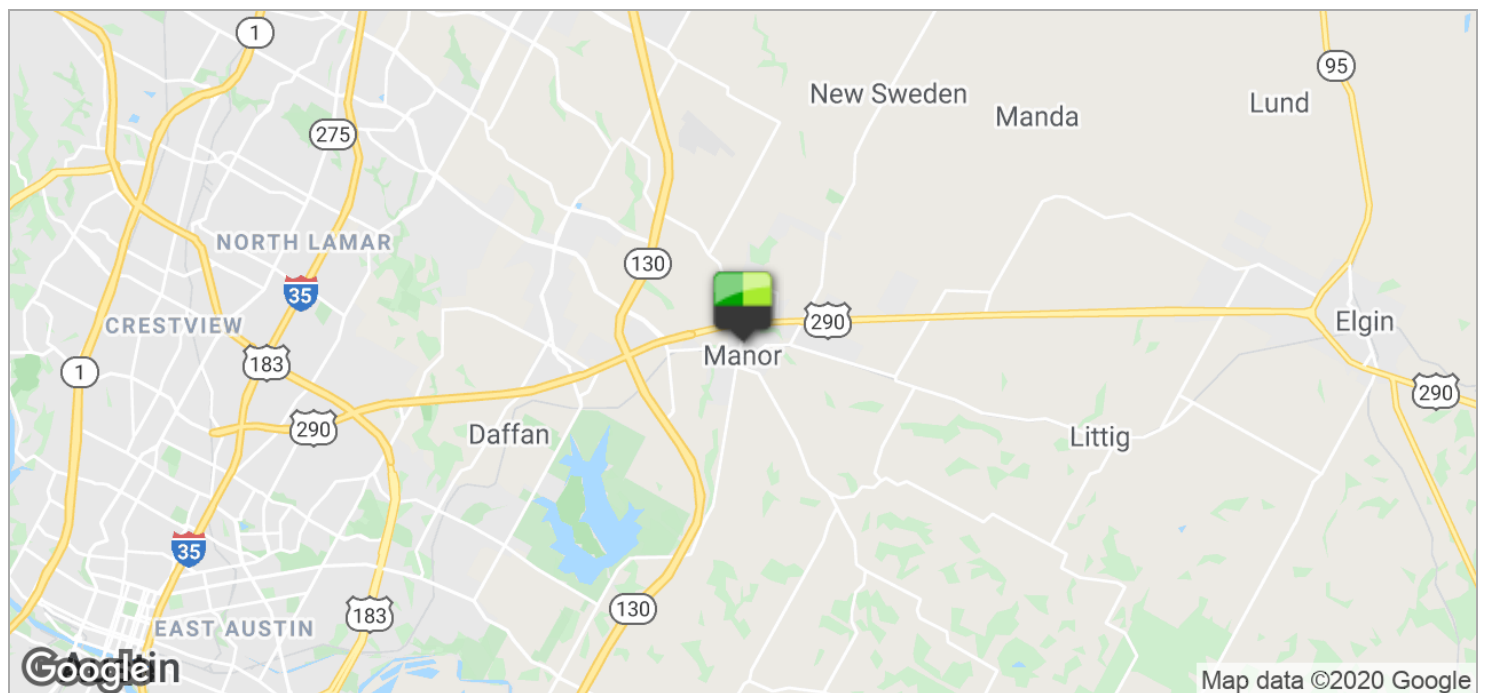 1
95
New Sweden
Manda
Lund
275
NORTH LAMAR
130
35
CRESTVIEW
290
Elgin
Manor
183
1
290
290
Daffan
Littig
35
130
183
EAST AUSTIN
Google
Map data ©2020 Google